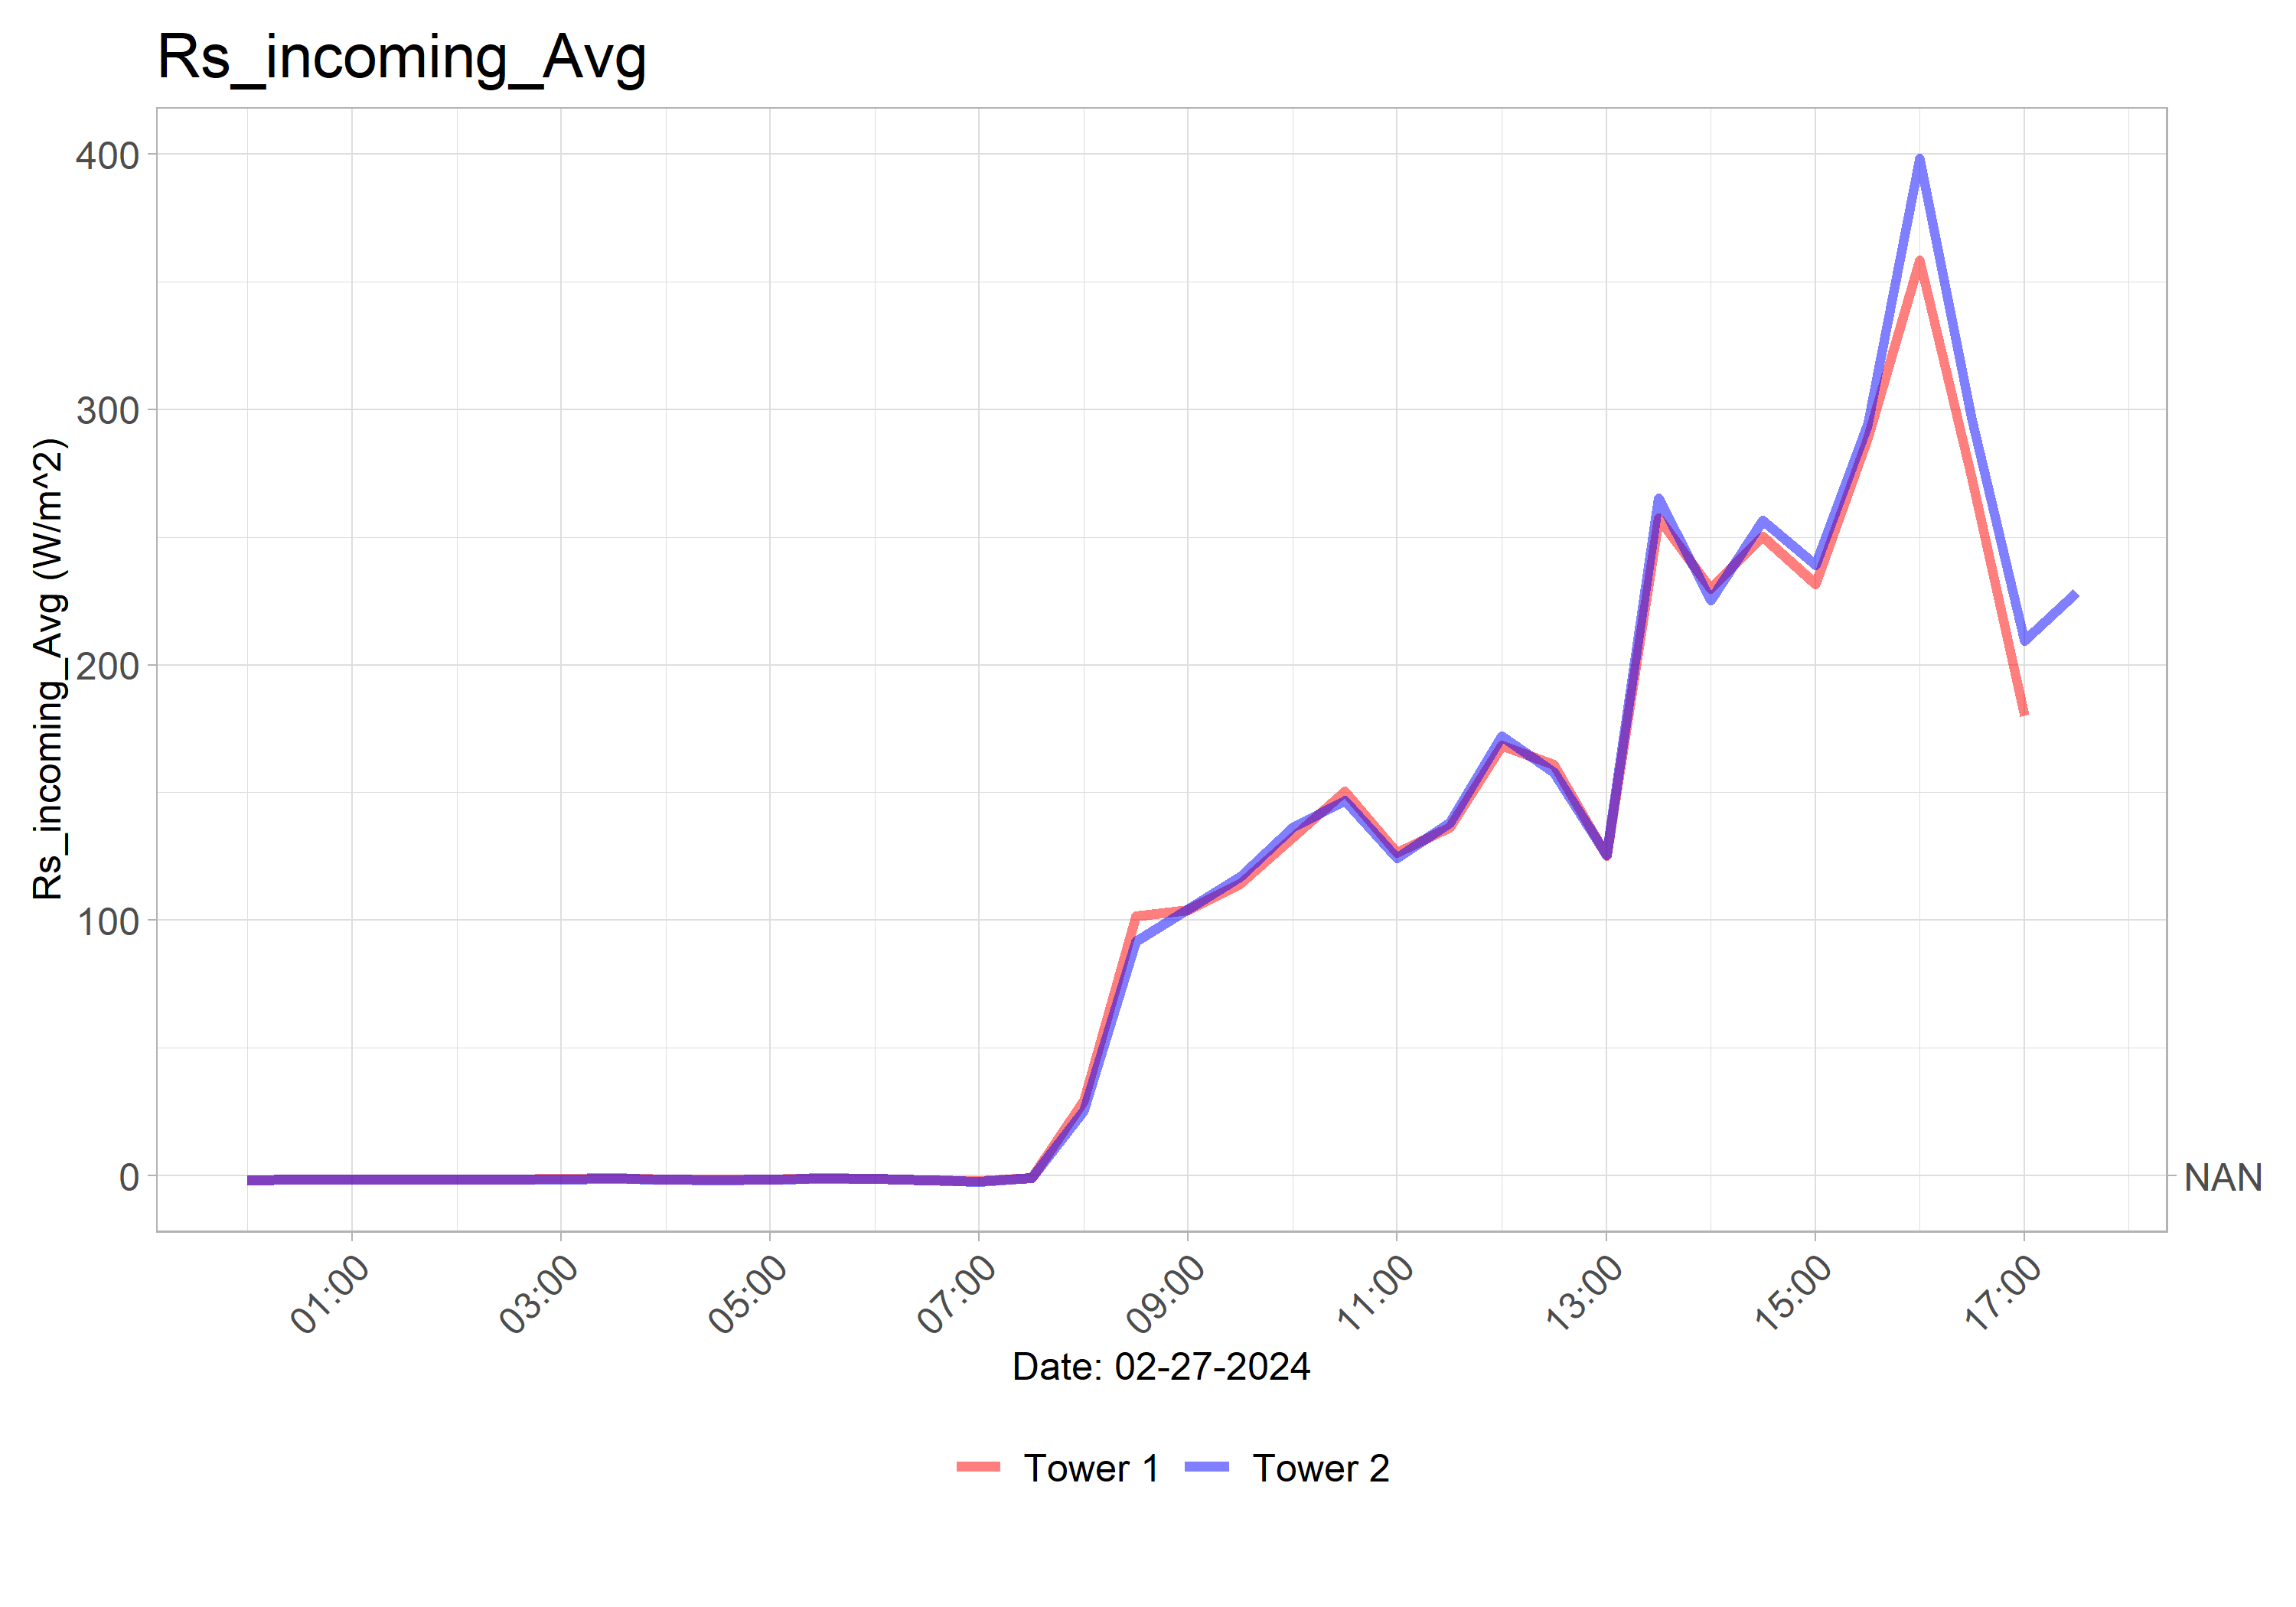 Rs_incoming_Avg
Rs_incoming_Avg (W/m^2)
400
300
200
100
0
NAN
01:00
03:00
05:00
07:00
09:00
11:00
13:00
15:00
17:00
Date: 02-27-2024
Tower 1
Tower 2